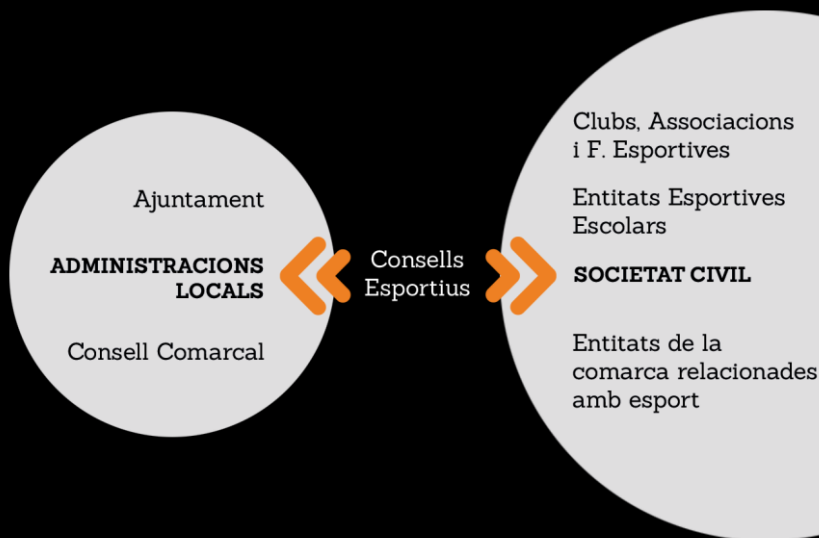 Ajuntament
ADMINISTRACIONS
LOCALS
Consell Comarcal
Consells
Esportius
Clubs, Associacions
i F. Esportives
Entitats Esportives
Escolars
SOCIETAT CIVIL
Entitats de la
comarca relacionades
amb esport